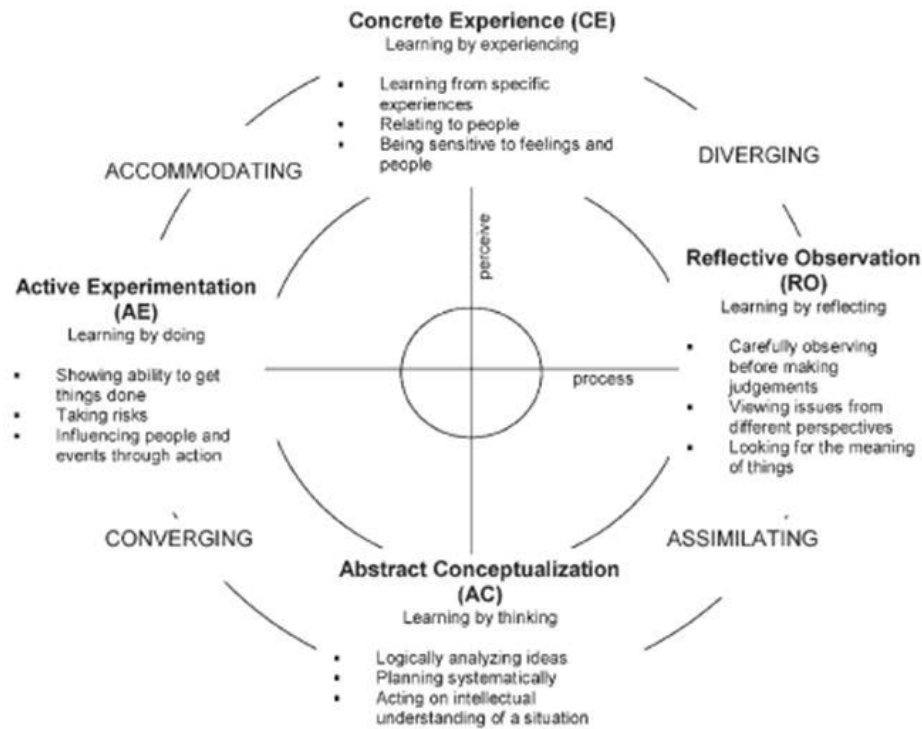 Concrete Experience (CE)
Learning by experiencing
▪ Learning from specific
experiences
▪ Relating to people
▪ Being sensitive to feelings and
people
ACCOMMODATING
DIVERGING
perceive
Active Experimentation
(AE)
Learning by doing
▪ Showing ability to get
things done
▪ Taking risks
▪ Influencing people and
events through action
process
Reflective Observation
(RO)
Learning by reflecting
▪ Carefully observing
before making
judgements
▪ Viewing issues from
different perspectives
▪ Looking for the meaning
of things
CONVERGING
ASSIMILATING
Abstract Conceptualization
(AC)
Learning by thinking
▪ Logically analyzing ideas
▪ Planning systematically
▪ Acting on intellectual
understanding of a situation